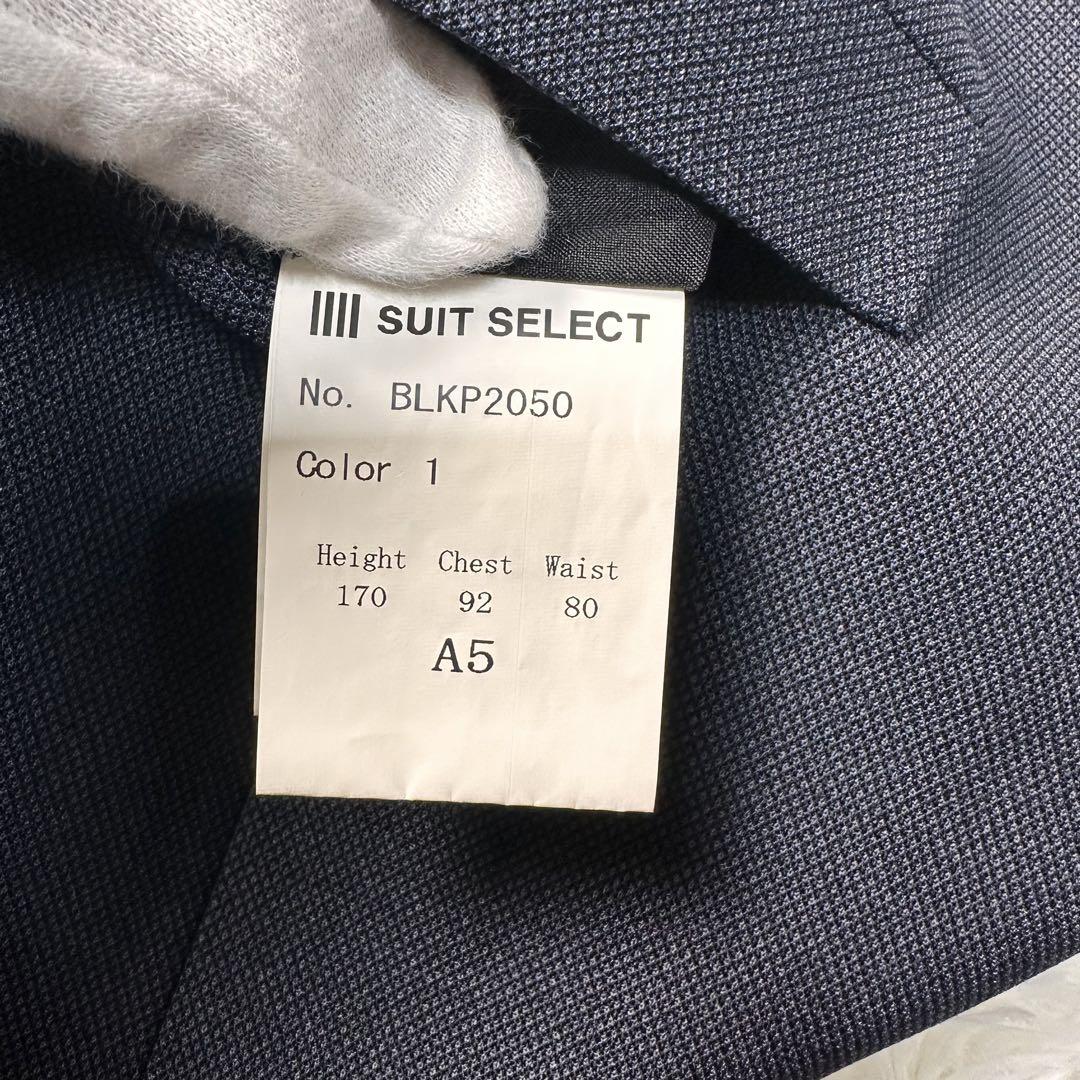 SUIT SELECT
No. BLKP2050
Color 1
Height Chest Waist
170 92 80
A5